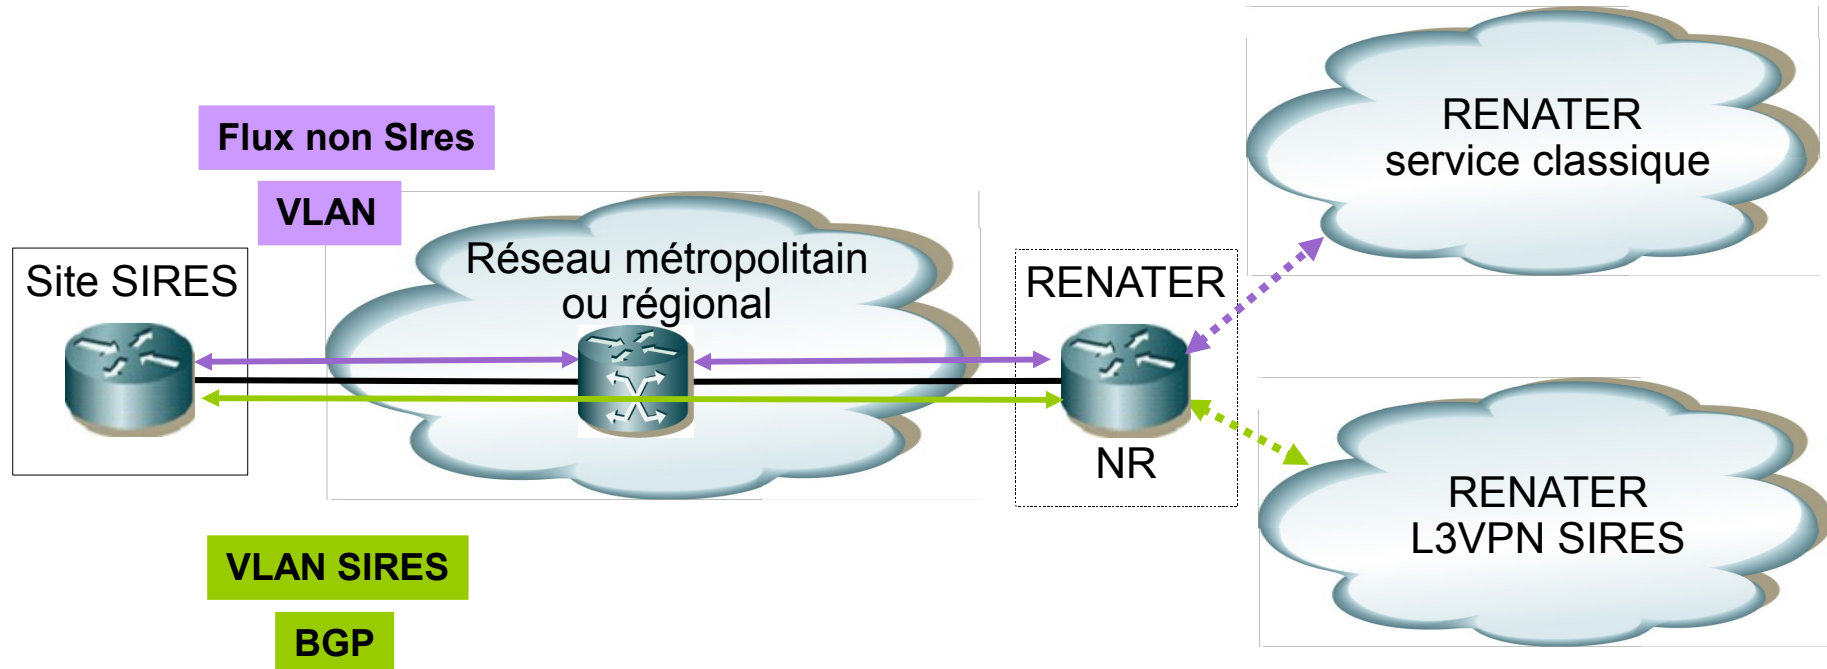 Flux non SIres
VLAN
Site SIRES
Réseau métropolitain
ou régional
RENATER
NR
RENATER
service classique
RENATER
L3VPN SIRES
VLAN SIRES
BGP